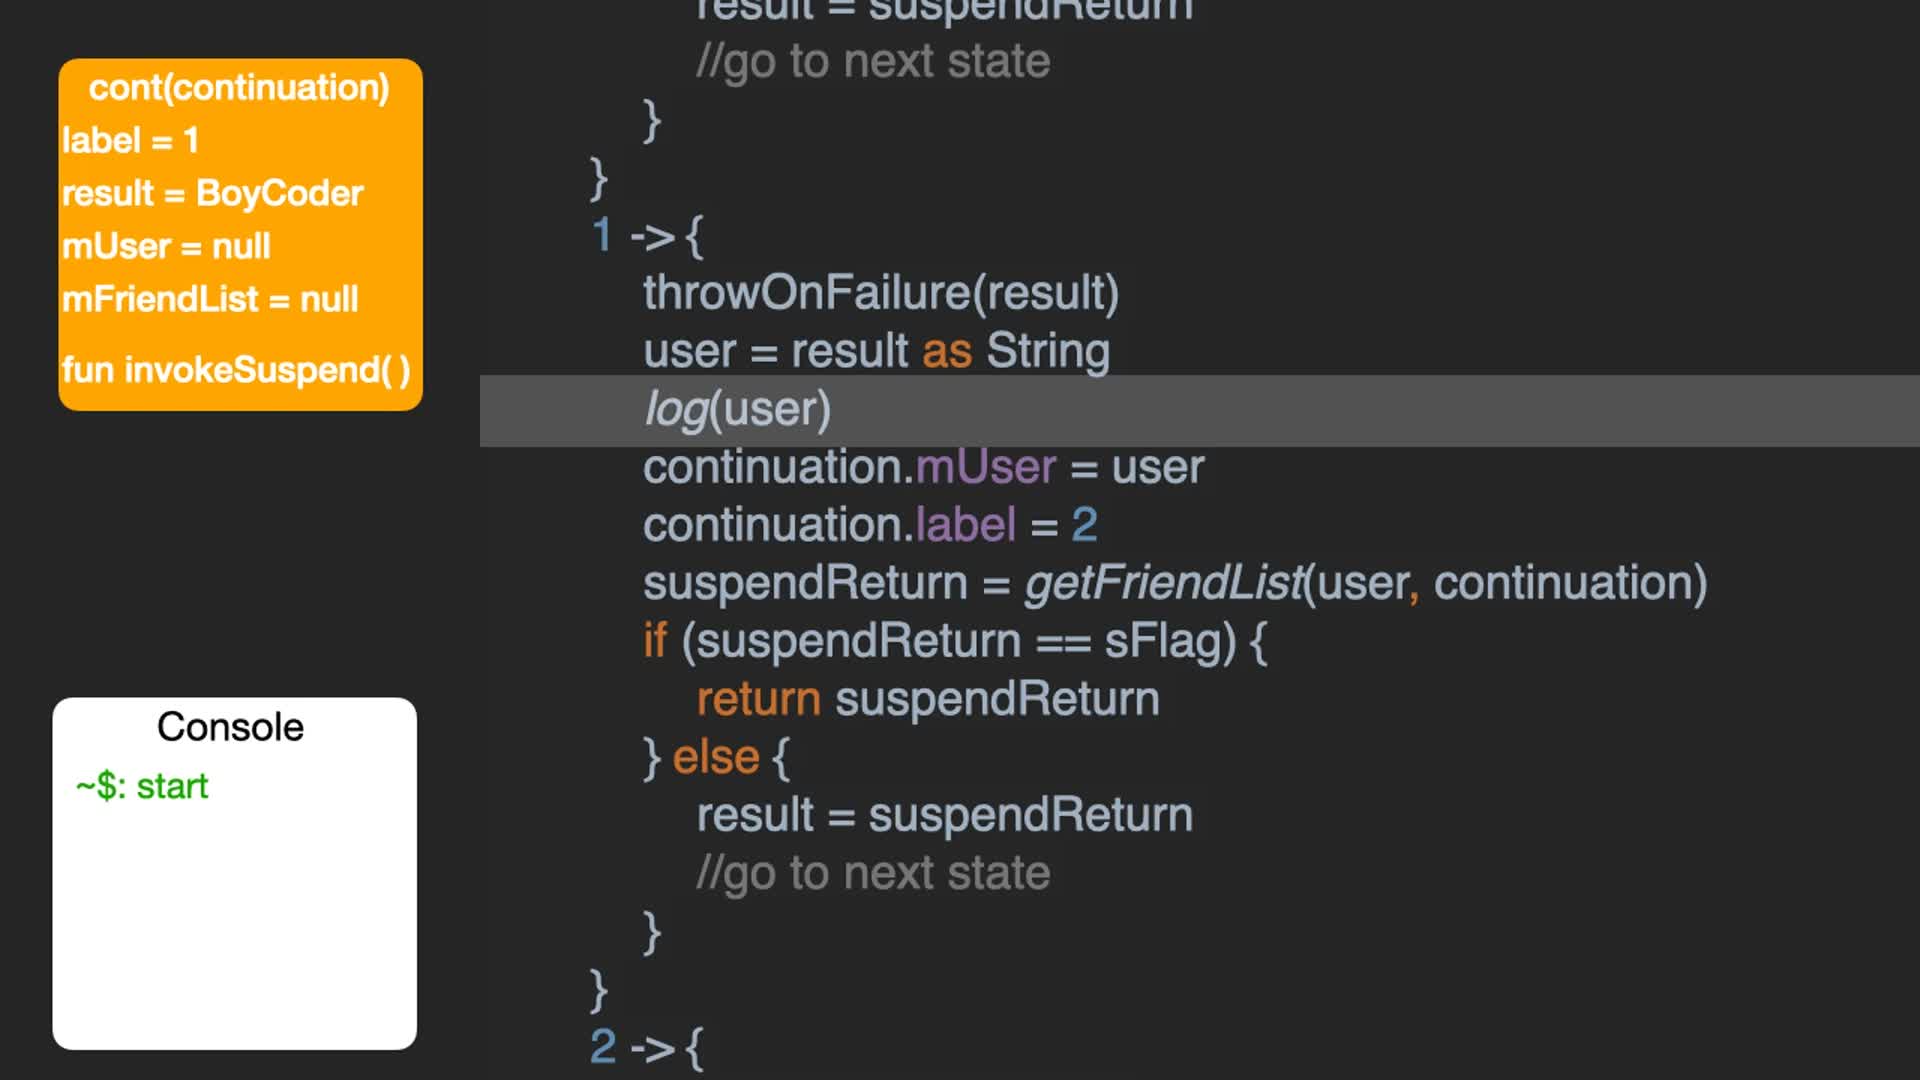 cont(continuation)
label = 1
result = BoyCoder
mUser = null
mFriendList = null
fun invokeSuspend( )
Console
~$: start
result = suspendReturn
//go to next state
}
}
1 -> {
throwOnFailure(result)
user = result as String
log(user)
continuation.mUser = user
continuation.label = 2
suspendReturn = getFriendList(user, continuation)
if (suspendReturn == sFlag) {
return suspendReturn
} else {
result = suspendReturn
//go to next state
}
}
2 -> {